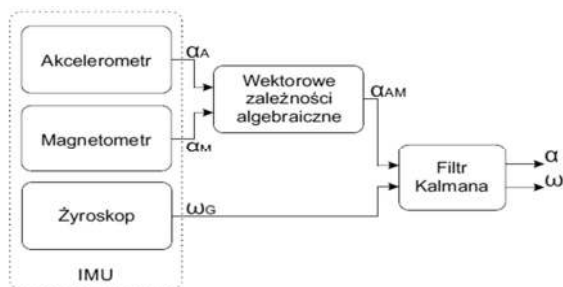 Akcelerometr
αA
Magnetometr
αM
Żyroskop
ωG
IMU
Wektorowe
zależności
algebraiczne
αAM
Filtr
Kalmana
α
ω